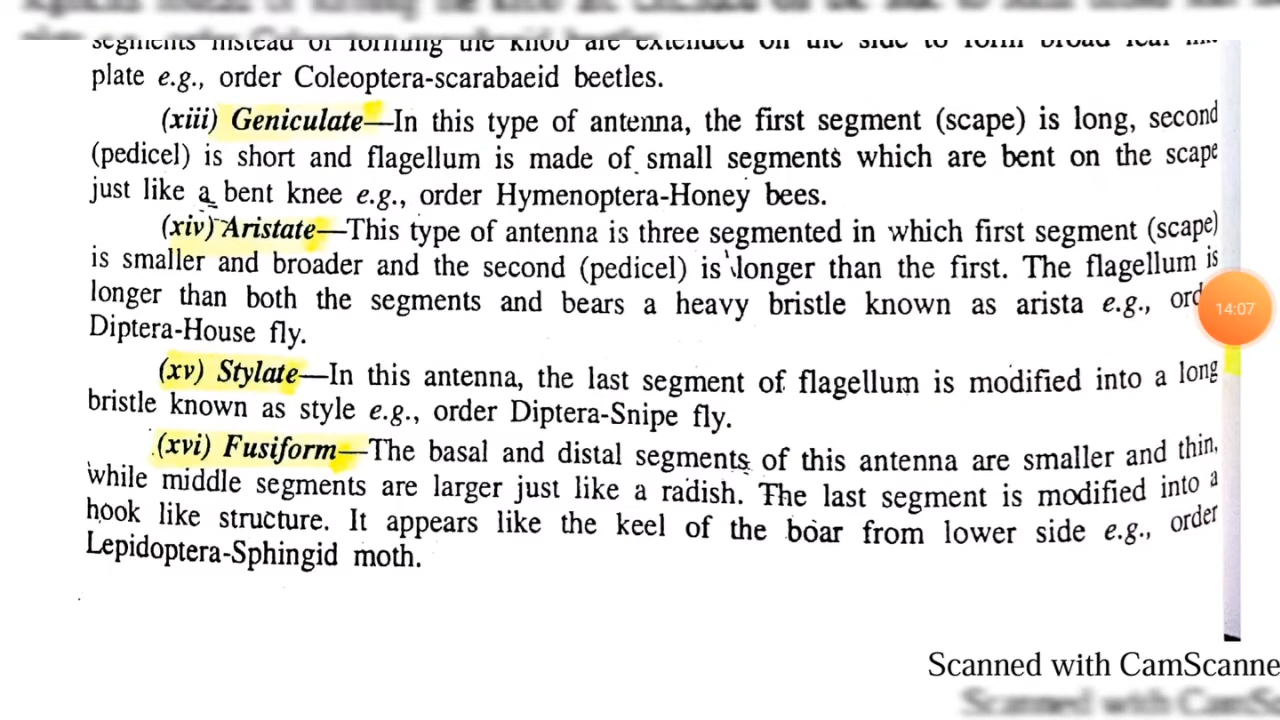 segments instead of forming the knob are extended on the side to form broad leaf like
plate e.g., order Coleoptera-scarabaeid beetles.
(xiii) Geniculate—In this type of antenna, the first segment (scape) is long, second
(pedicel) is short and flagellum is made of small segments which are bent on the scape
just like a bent knee e.g., order Hymenoptera-Honey bees.
(xiv) Aristate—This type of antenna is three segmented in which first segment (scape)
is smaller and broader and the second (pedicel) is longer than the first. The flagellum is
longer than both the segments and bears a heavy bristle known as arista e.g., ord
14:07
Diptera-House fly.
(xv) Stylate—In this antenna, the last segment of flagellum is modified into a long
bristle known as style e.g., order Diptera-Snipe fly.
(xvi) Fusiform—The basal and distal segments of this antenna are smaller and thin,
while middle segments are larger just like a radish. The last segment is modified into a
hook like structure. It appears like the keel of the boar from lower side e.g., order
Lepidoptera-Sphingid moth.
Scanned with CamScanne